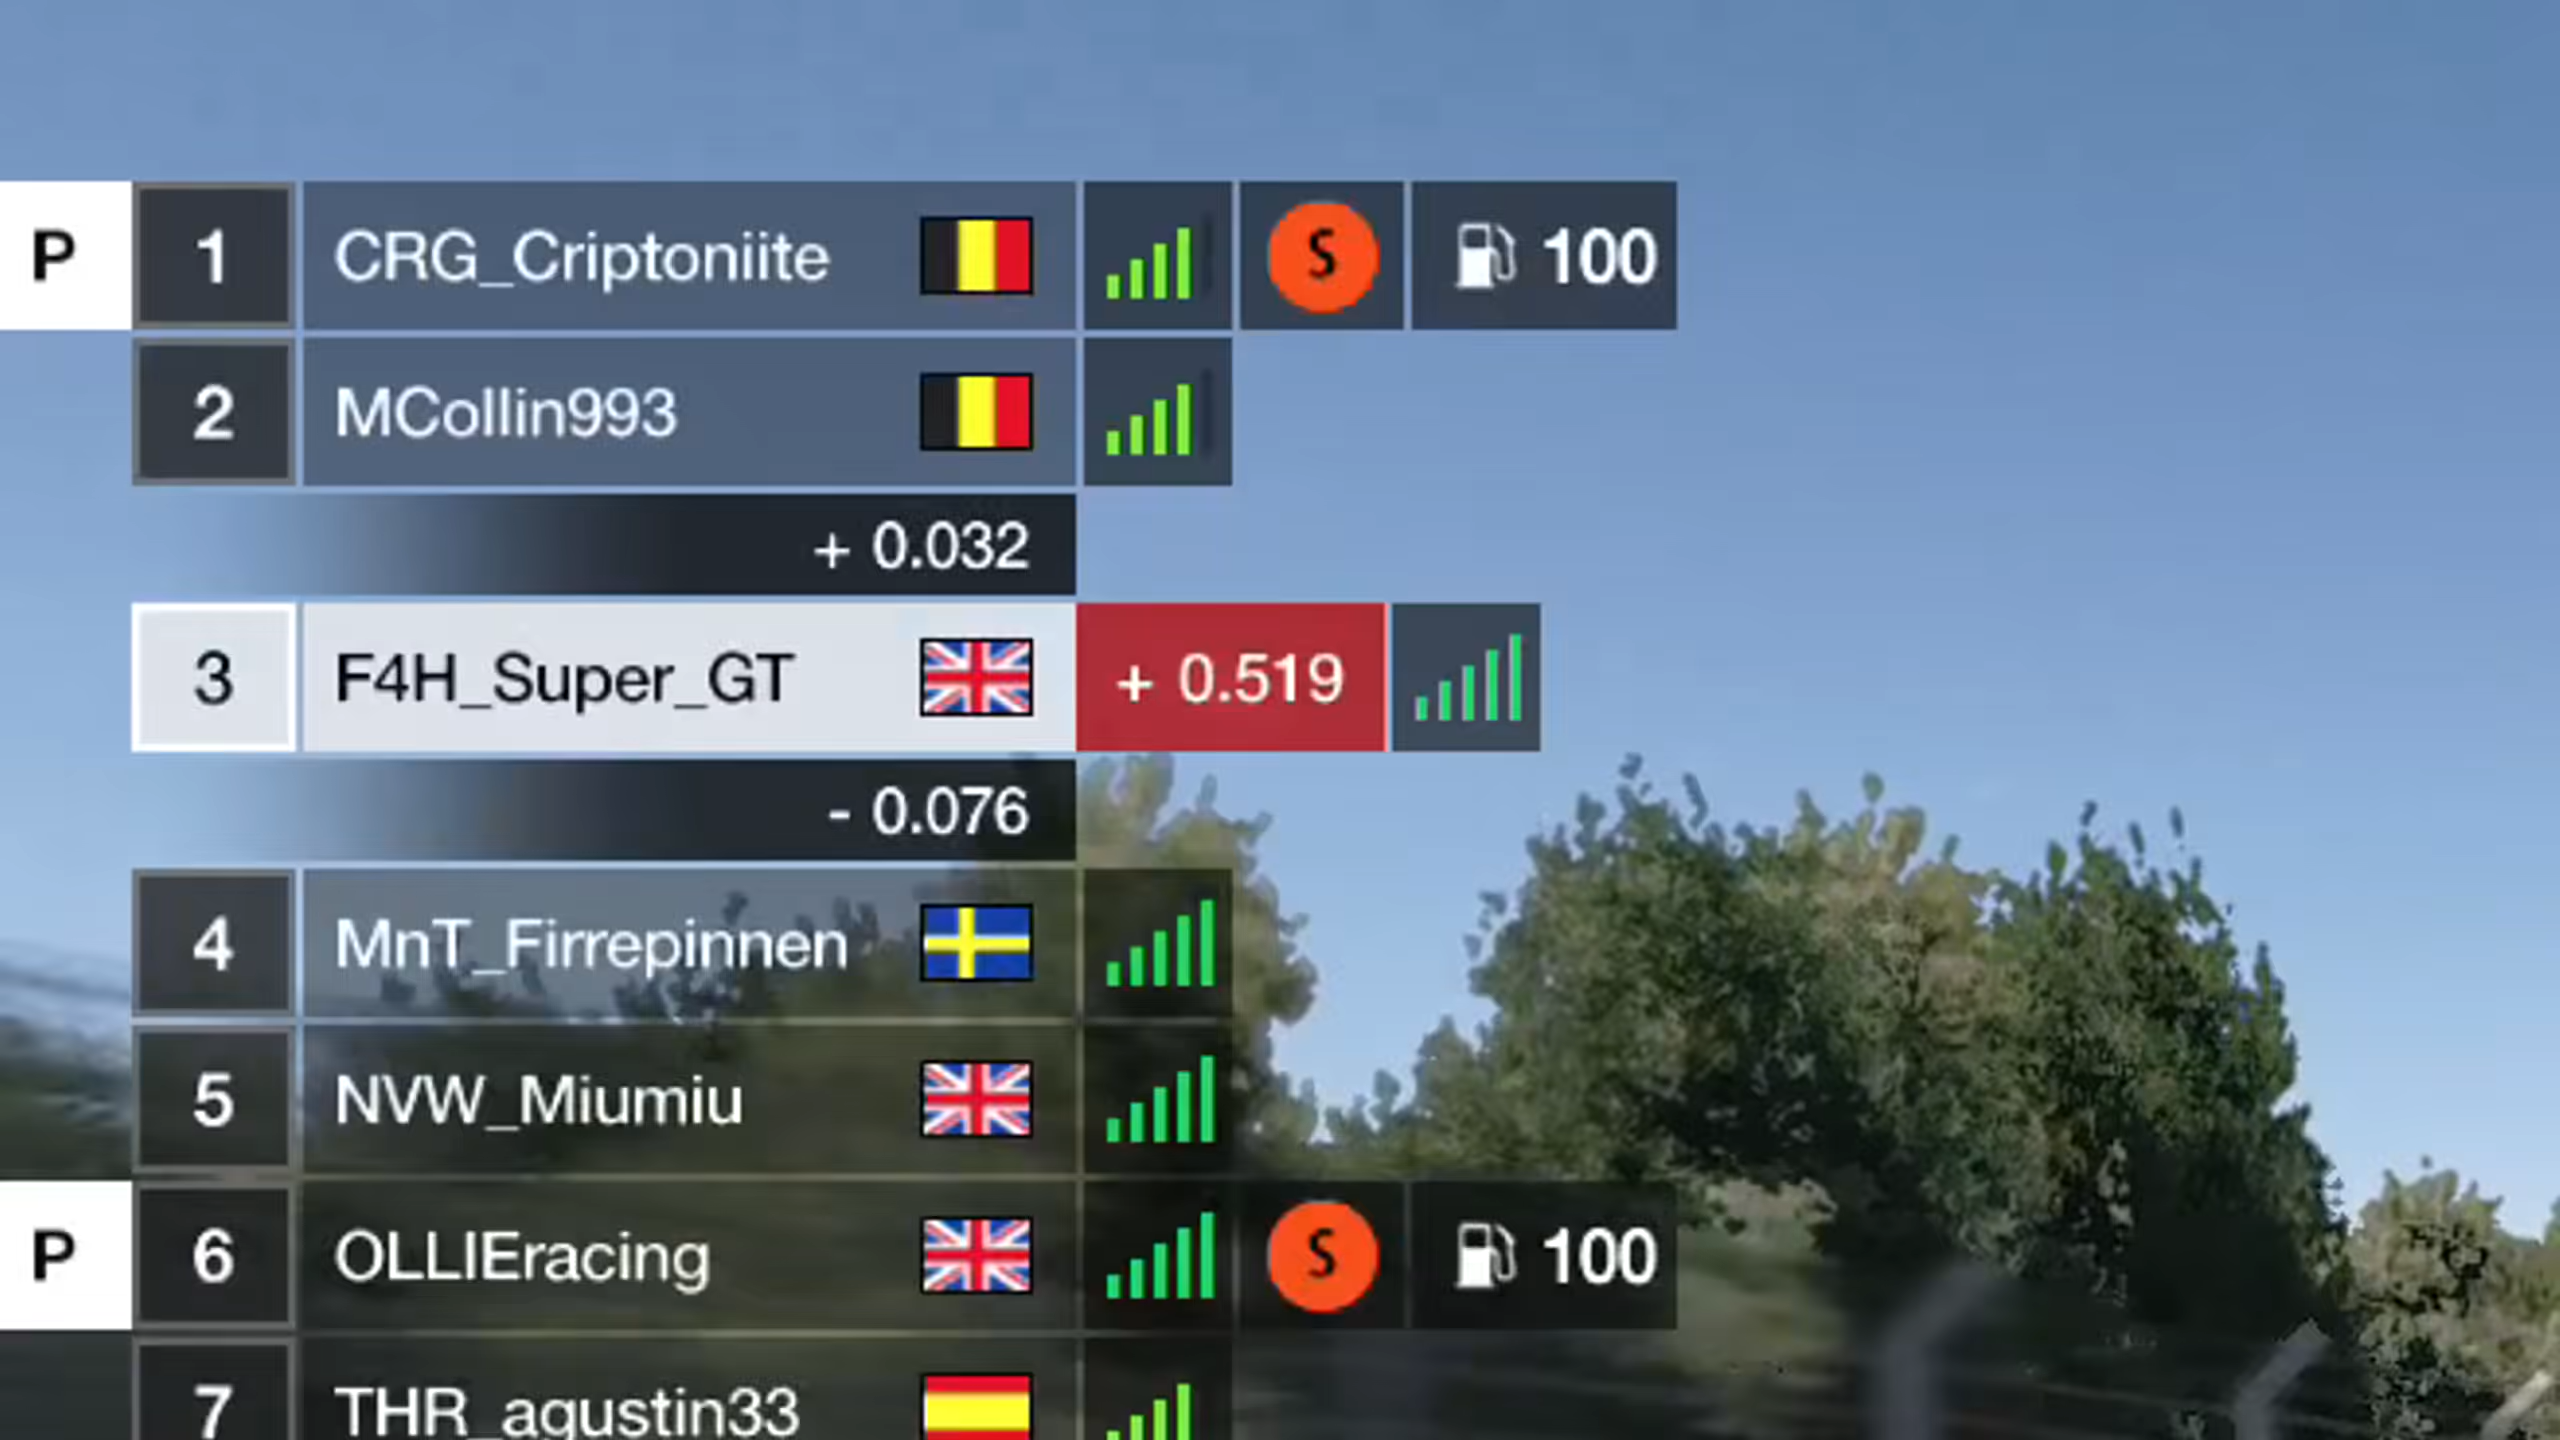 P 1 CRG_Criptoniite S 100
2 MCollin993
+ 0.032
3 F4H_Super_GT + 0.519
- 0.076
4 MnT_Firrepinnen
5 NVW_Miumiu
P 6 OLLIEracing S 100
7 THR_agustin33